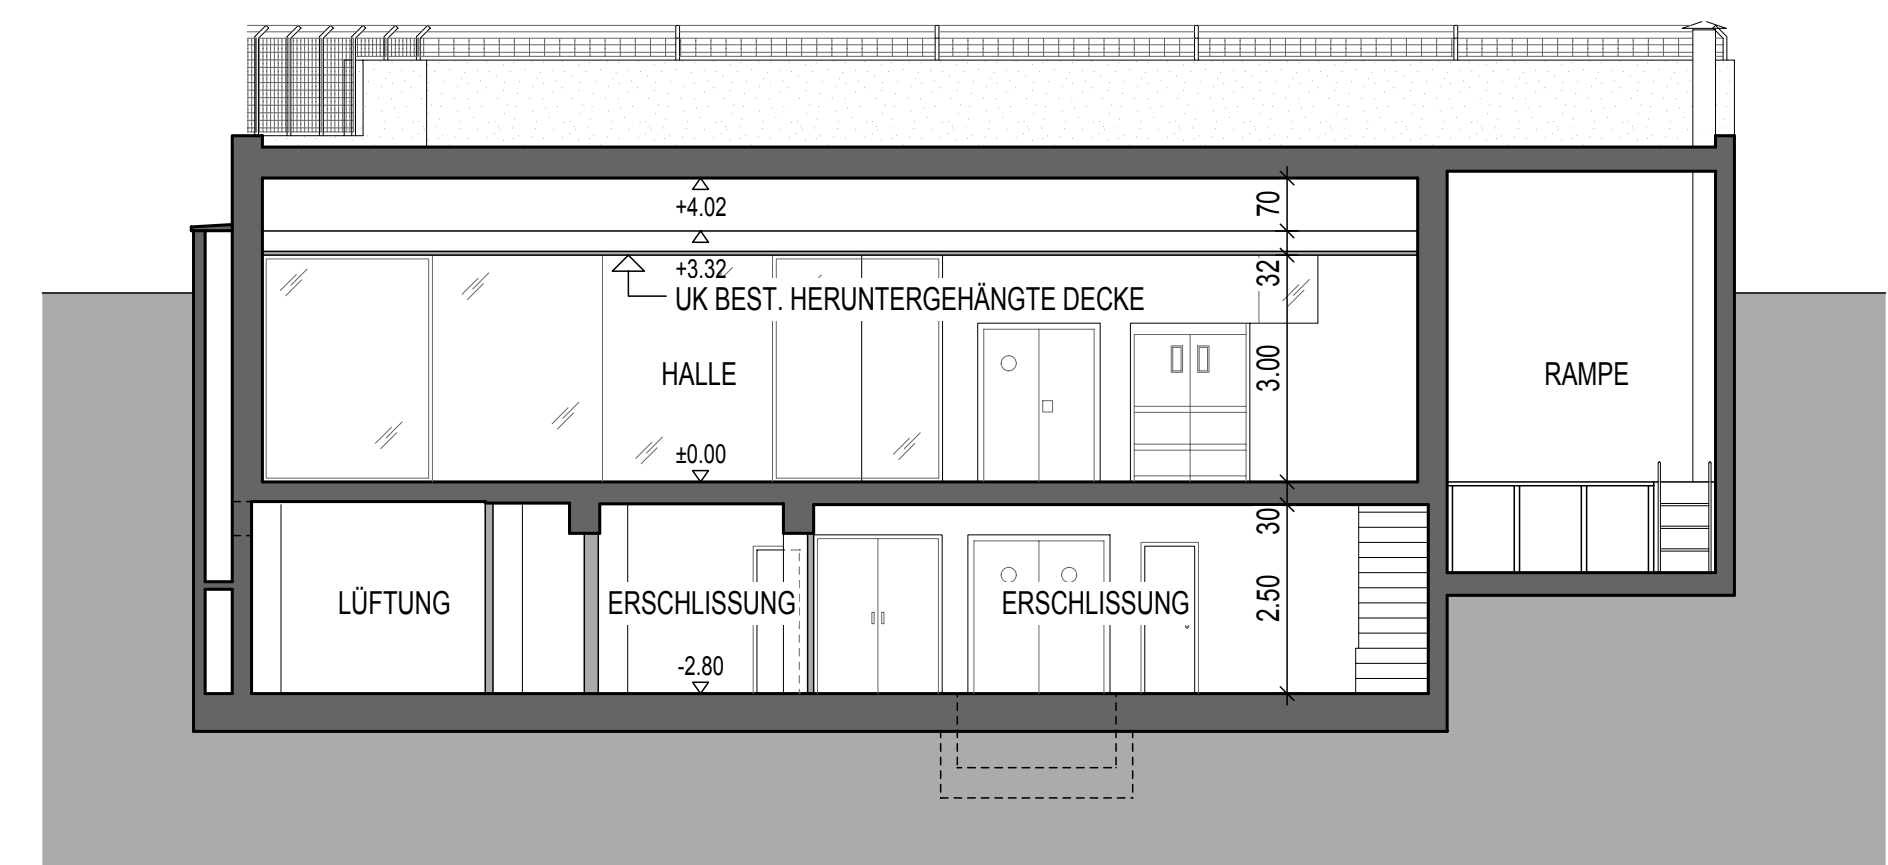 +4.02
70
+3.32
32
UK BEST. HERUNTERGEHÄNGTE DECKE
HALLE
3.00
RAMPE
±0.00
30
LÜFTUNG
ERSCHLISSUNG
ERSCHLISSUNG
2.50
-2.80